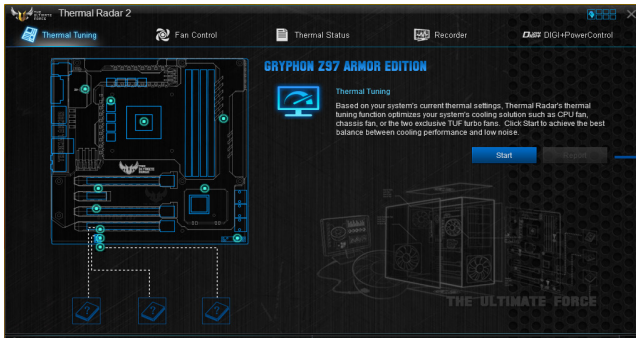 THE ULTIMATE FORCE
Thermal Radar 2
Thermal Tuning
Fan Control
Thermal Status
Recorder
DIGI+PowerControl
GRYPHON Z97 ARMOR EDITION
Thermal Tuning
Based on your system's current thermal settings, Thermal Radar's thermal
tuning function optimizes your system's cooling solution such as CPU fan,
chassis fan, or the two exclusive TUF turbo fans. Click Start to achieve the best
balance between cooling performance and low noise.
Start
? ? ?
THE ULTIMATE FORCE